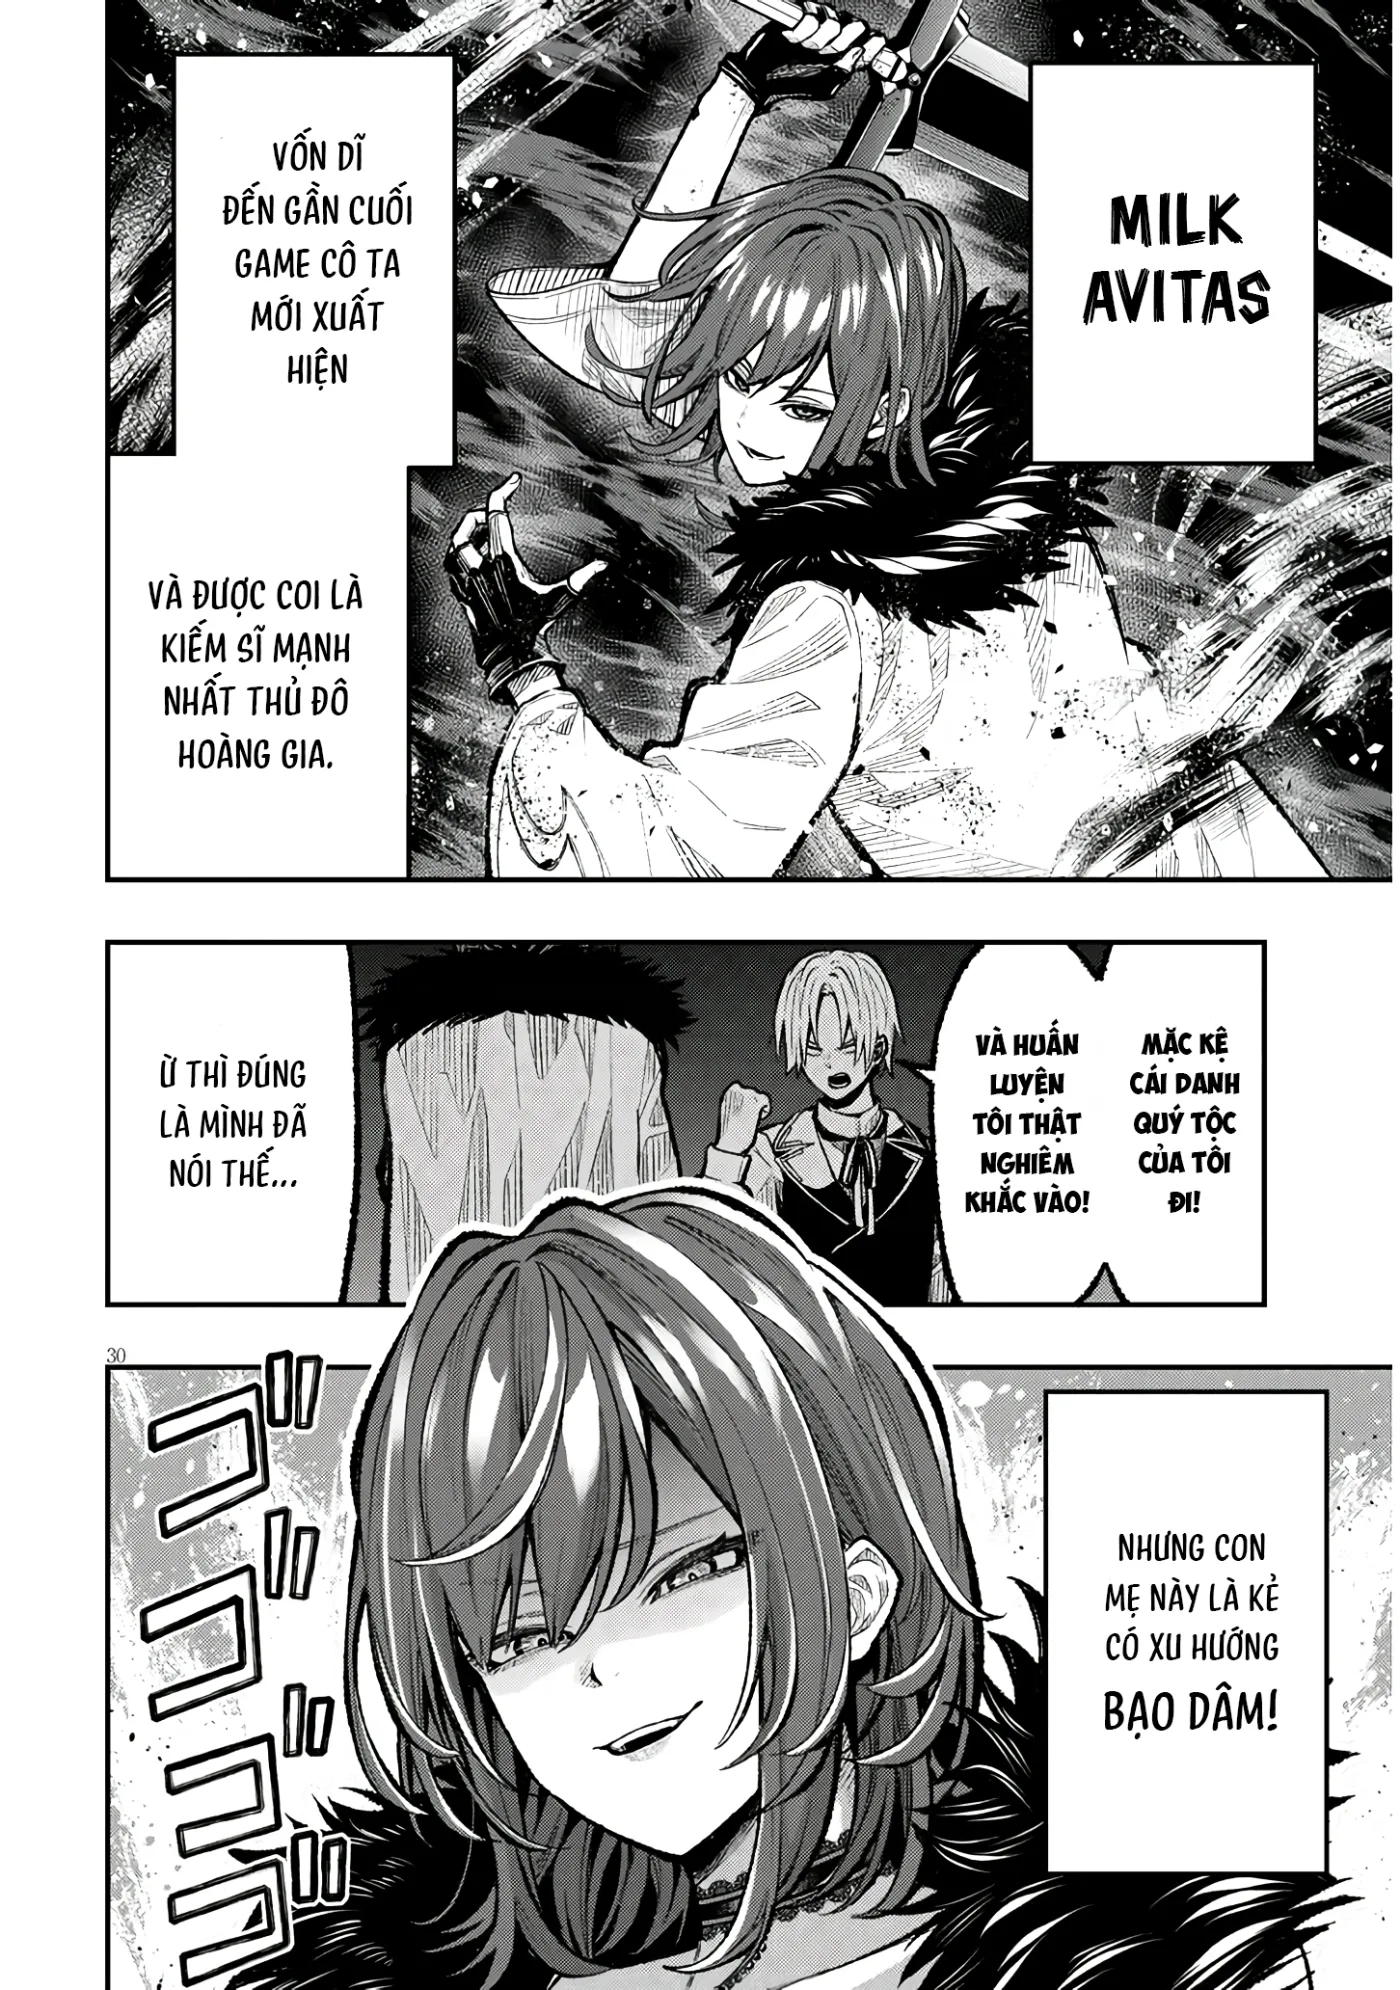 MILK
AVITAS
VỐN DĨ
ĐẾN GẦN CUỐI
GAME CÔ TA
MỚI XUẤT
HIỆN
VÀ ĐƯỢC COI LÀ
KIẾM SĨ MẠNH
NHẤT THỦ ĐÔ
HOÀNG GIA.
MẶC KỆ
CÁI DANH
QUÝ TỘC
CỦA TÔI
ĐI!
VÀ HUẤN
LUYỆN
TÔI THẬT
NGHIÊM
KHẮC VÀO!
Ừ THÌ ĐÚNG
LÀ MÌNH ĐÃ
NÓI THẾ...
30
NHƯNG CON
MẸ NÀY LÀ KẺ
CÓ XU HƯỚNG
BẠO DÂM!
ゴゴゴゴゴ